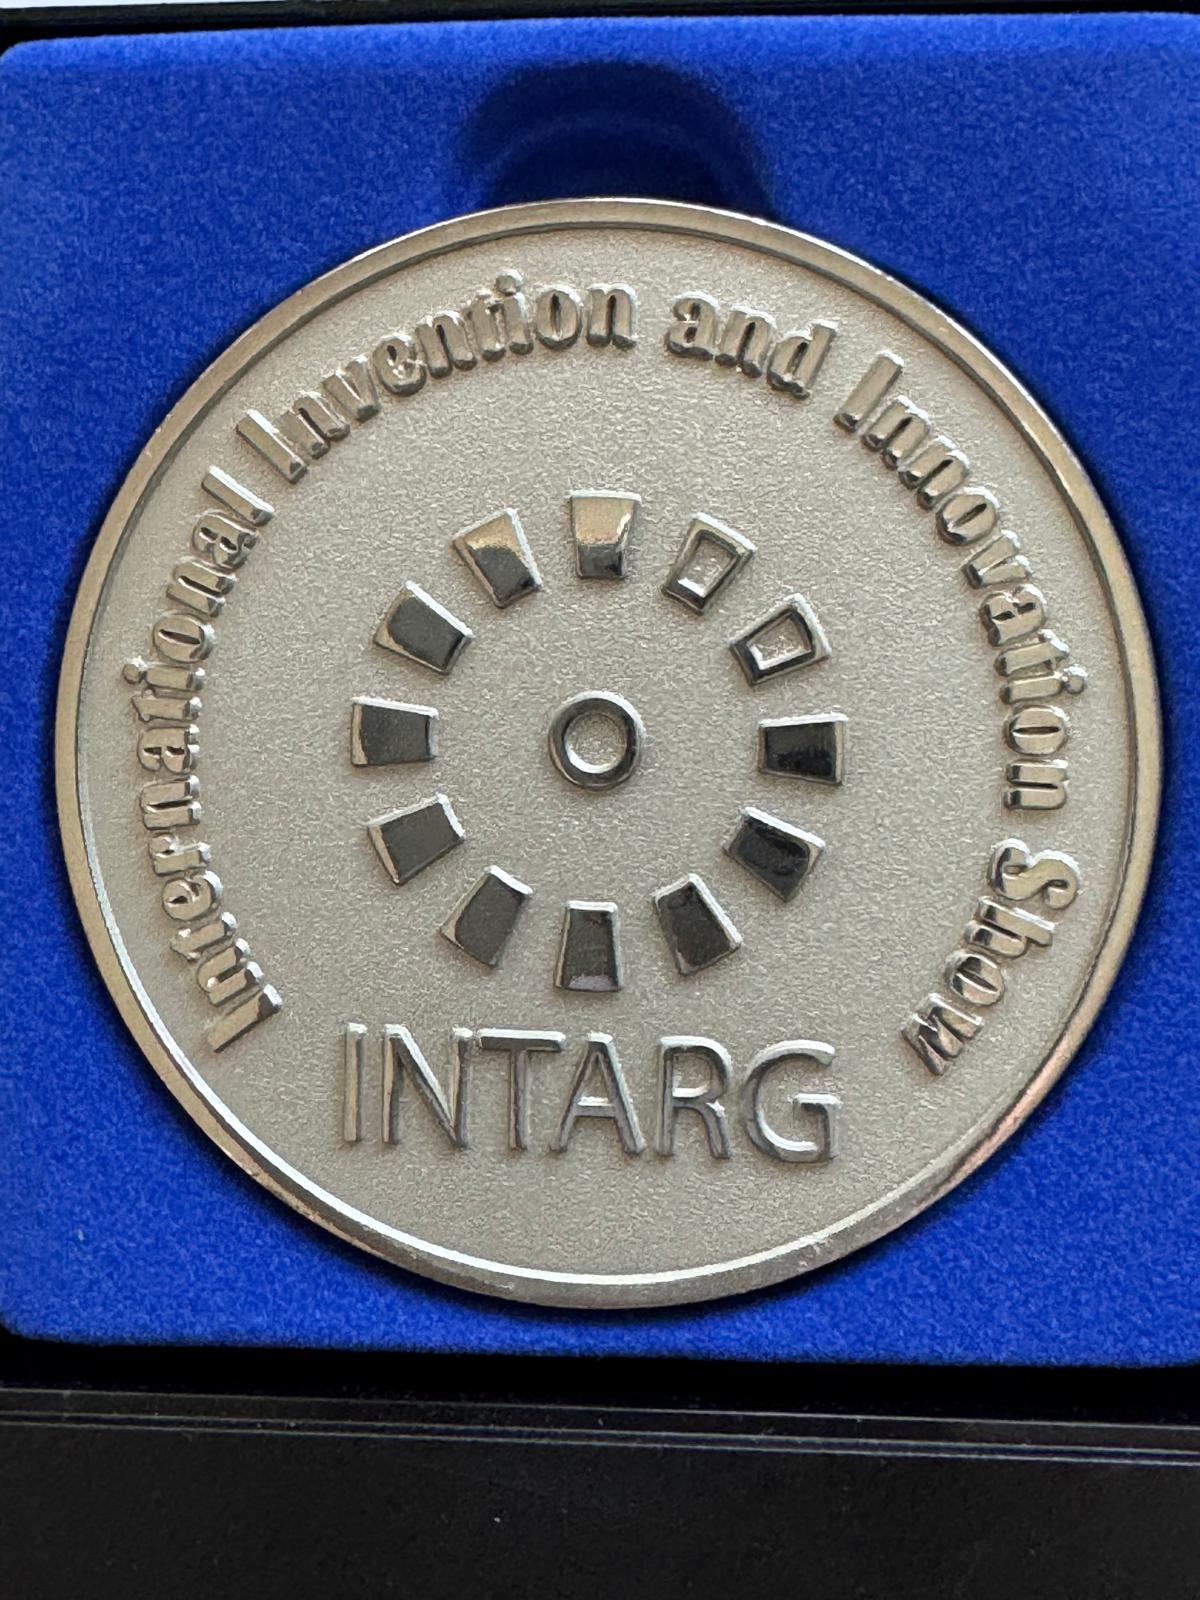 International Invention and Innovation Show
INTARG